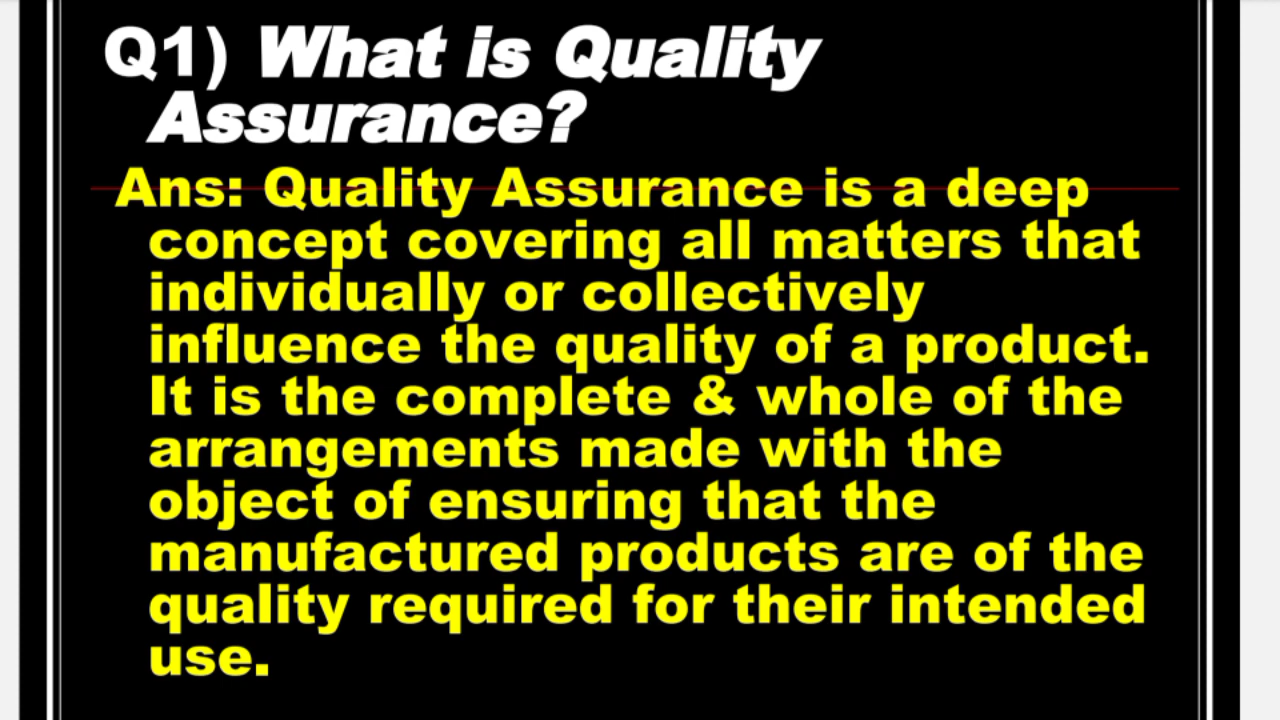 Q1) What is Quality
Assurance?
Ans: Quality Assurance is a deep
concept covering all matters that
individually or collectively
influence the quality of a product.
It is the complete & whole of the
arrangements made with the
object of ensuring that the
manufactured products are of the
quality required for their intended
use.